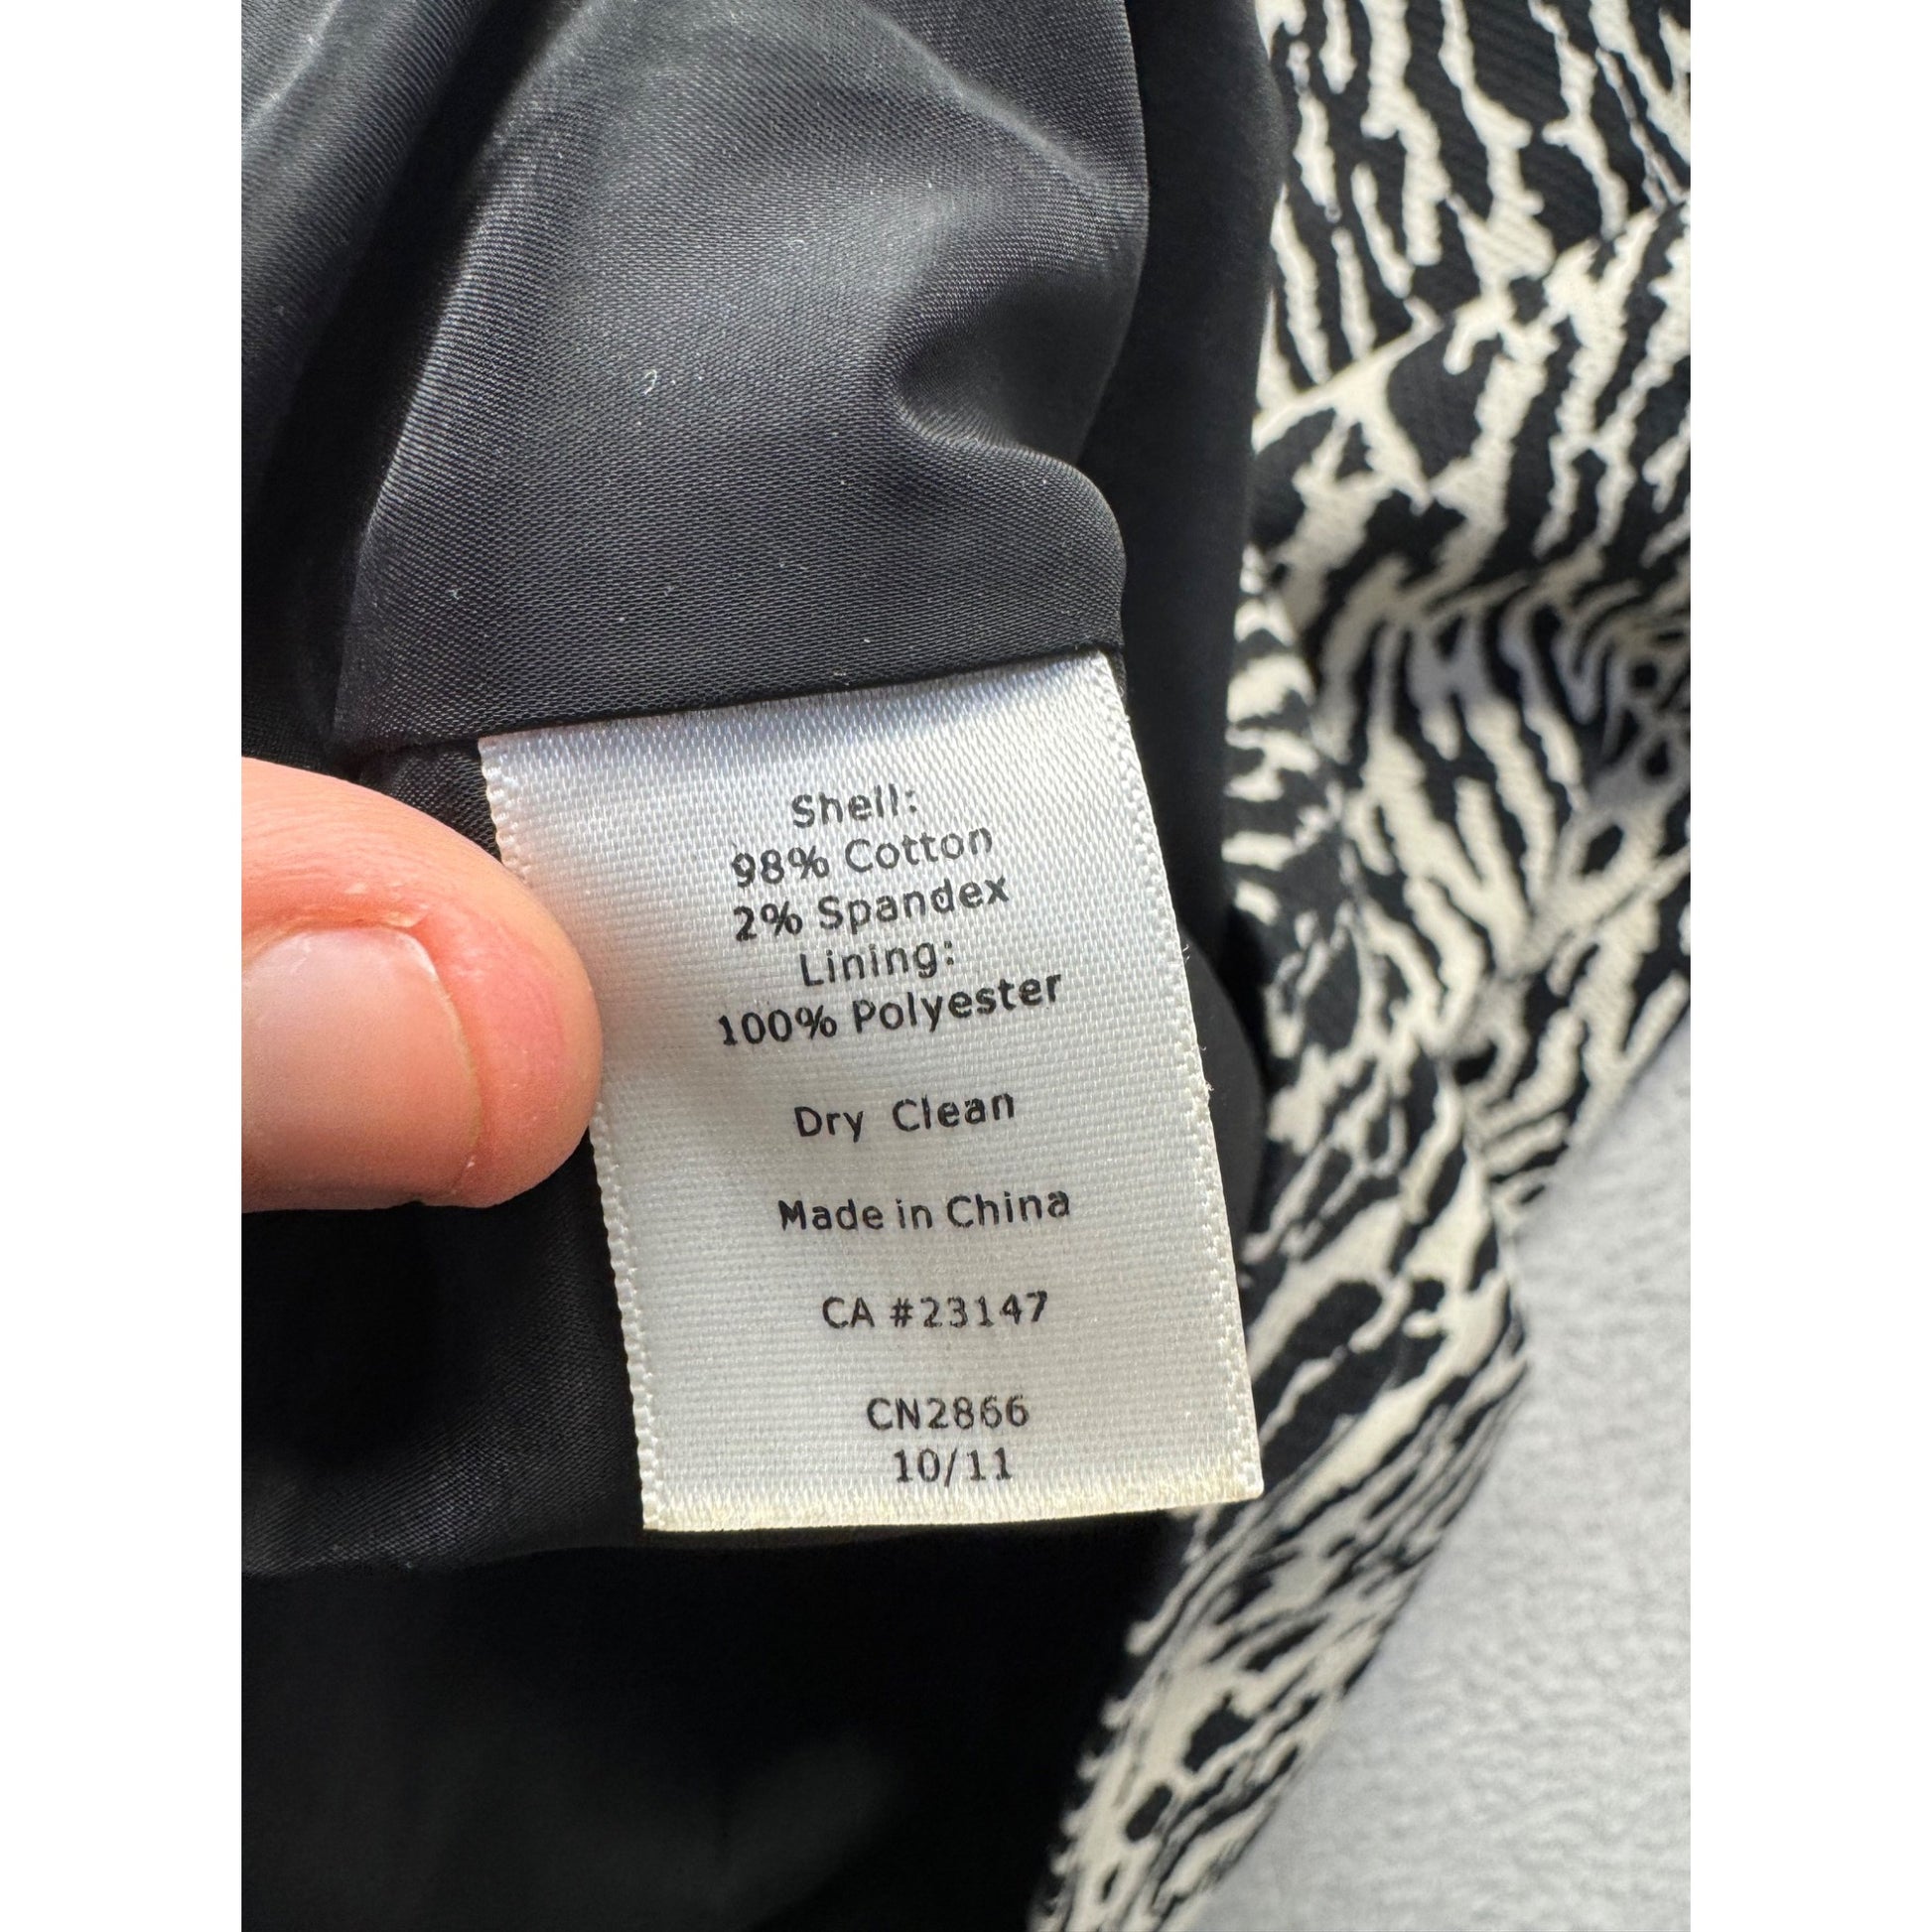 Shell:
98% Cotton
2% Spandex
Lining:
100% Polyester
Dry Clean
Made in China
CA #23147
CN2866
10/11